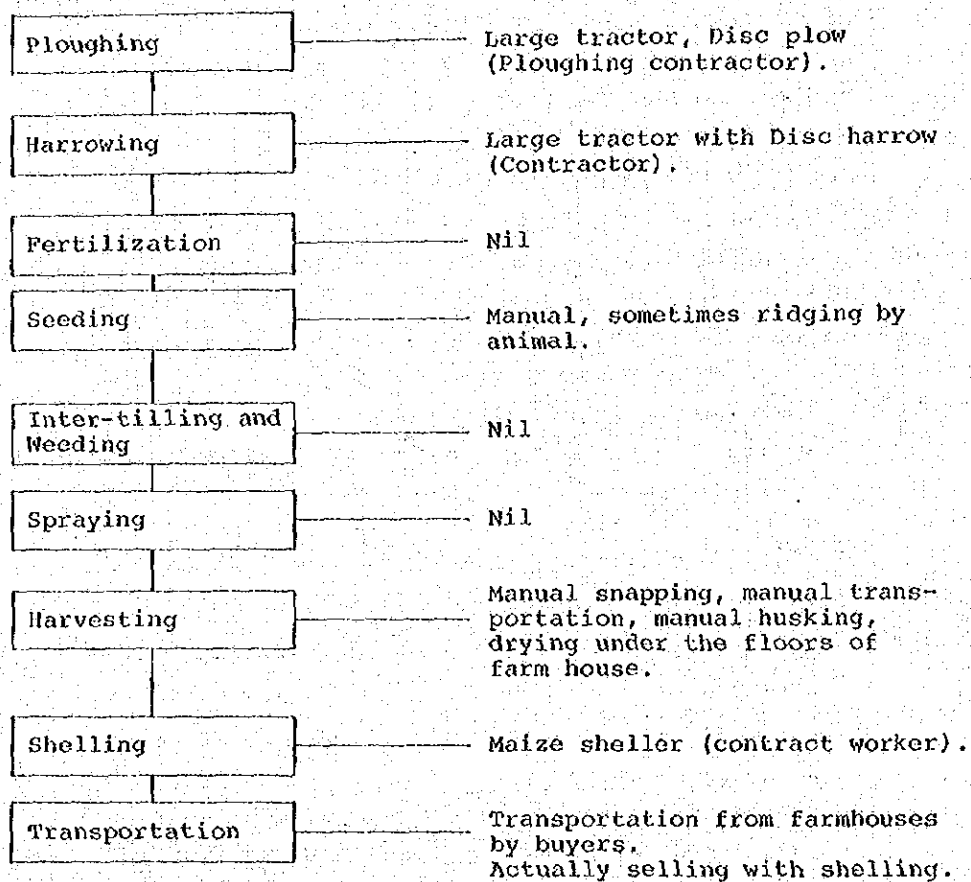 Ploughing
Large tractor, Disc plow
(Ploughing contractor).
Harrowing
Large tractor with Disc harrow
(Contractor).
Fertilization
Nil
Seeding
Manual, sometimes ridging by
animal.
Inter-tilling and
Weeding
Nil
Spraying
Nil
Harvesting
Manual snapping, manual trans-
portation, manual husking,
drying under the floors of
farm house.
Shelling
Maize sheller (contract worker).
Transportation
Transportation from farmhouses
by buyers.
Actually selling with shelling.